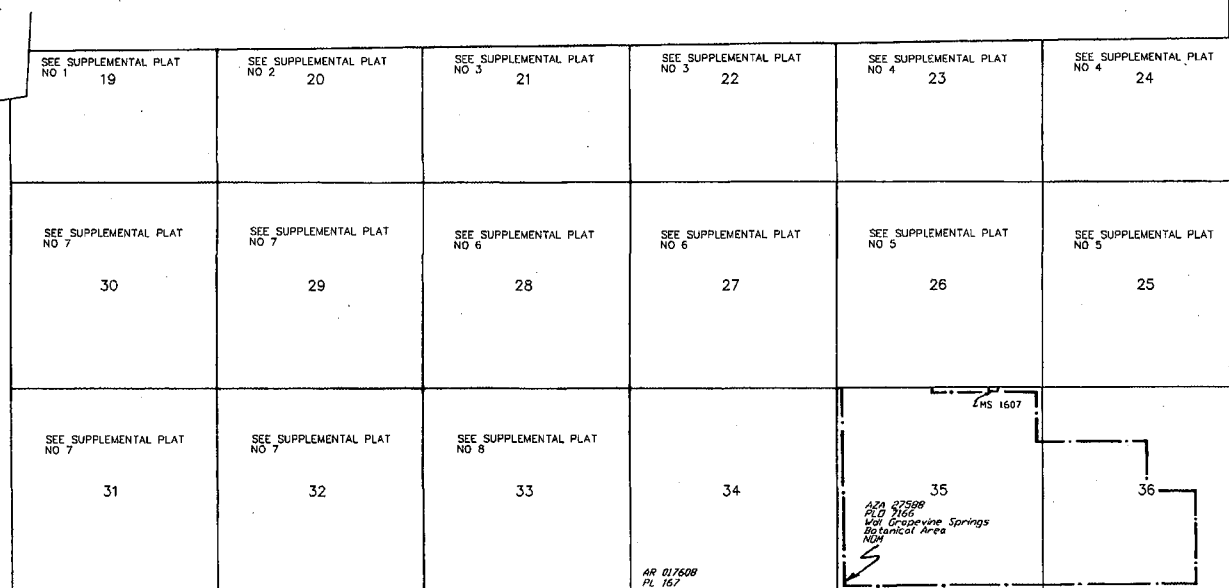 SEE SUPPLEMENTAL PLAT
NO 1
19
SEE SUPPLEMENTAL PLAT
NO 2
20
SEE SUPPLEMENTAL PLAT
NO 3
21
SEE SUPPLEMENTAL PLAT
NO 3
22
SEE SUPPLEMENTAL PLAT
NO 4
23
SEE SUPPLEMENTAL PLAT
NO 4
24
SEE SUPPLEMENTAL PLAT
NO 7
30
SEE SUPPLEMENTAL PLAT
NO 7
29
SEE SUPPLEMENTAL PLAT
NO 6
28
SEE SUPPLEMENTAL PLAT
NO 6
27
SEE SUPPLEMENTAL PLAT
NO 5
26
SEE SUPPLEMENTAL PLAT
NO 5
25
SEE SUPPLEMENTAL PLAT
NO 7
31
SEE SUPPLEMENTAL PLAT
NO 7
32
SEE SUPPLEMENTAL PLAT
NO 8
33
34
AR 017608
PL 167
MS 1607
35
AZA 27588
PLO 7166
Wdl Grapevine Springs
Botanical Area
NDM
36